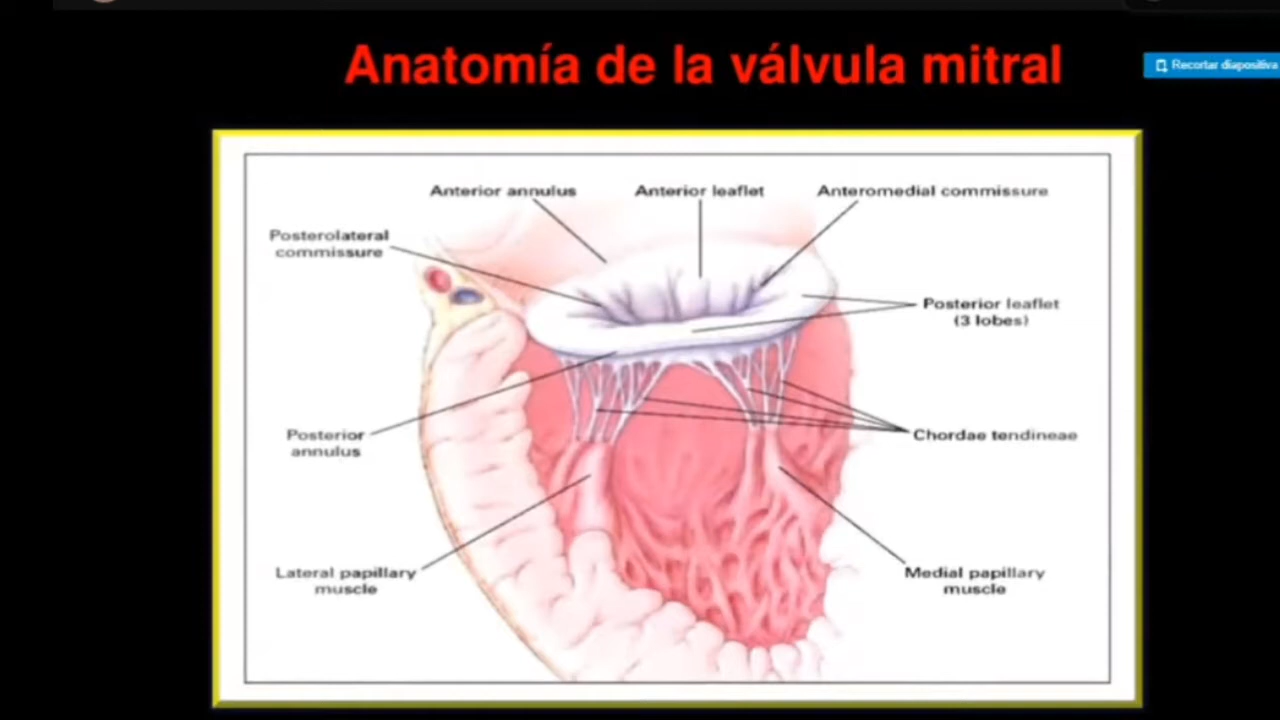 Anatomía de la válvula mitral
Recortar diapositiva
Anterior annulus
Anterior leaflet
Anteromedial commissure
Posterolateral
commissure
Posterior leaflet
(3 lobes)
Posterior
annulus
Chordae tendineae
Lateral papillary
muscle
Medial papillary
muscle